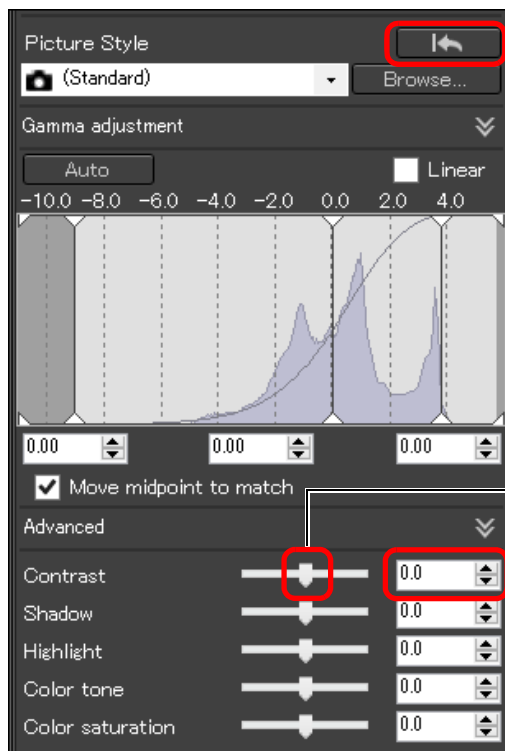 Picture Style
(Standard)
Browse...
Gamma adjustment
Auto
Linear
-10.0 -8.0 -6.0 -4.0 -2.0 0.0 2.0 4.0
0.00 0.00 0.00
Move midpoint to match
Advanced
Contrast 0.0
Shadow 0.0
Highlight 0.0
Color tone 0.0
Color saturation 0.0